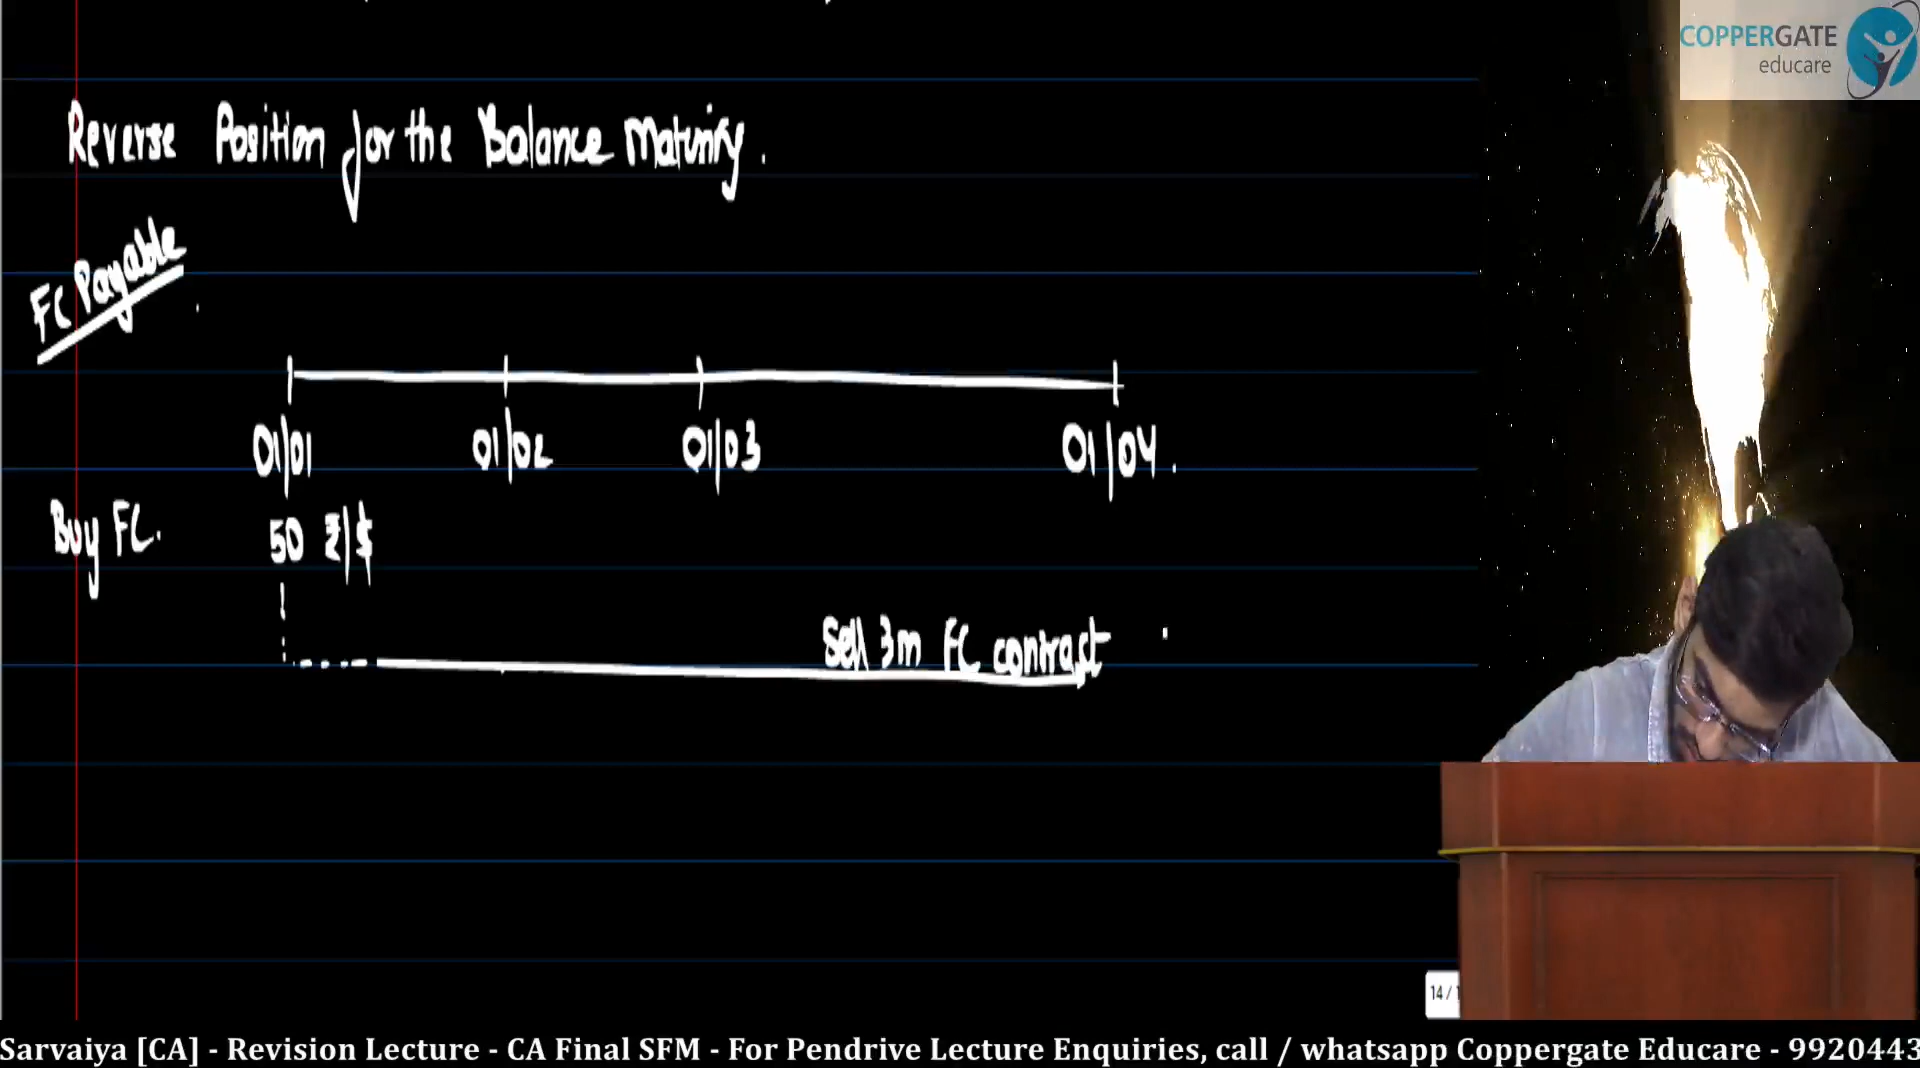 COPPERGATE
educare
Reverse Position for the Balance Maturity.
FC Payable
01/01 01/02 01/03 01/04.
Buy FC. 50 ₹/$
Sell 3m FC contract
14/1
Sarvaiya [CA] - Revision Lecture - CA Final SFM - For Pendrive Lecture Enquiries, call / whatsapp Coppergate Educare - 9920443